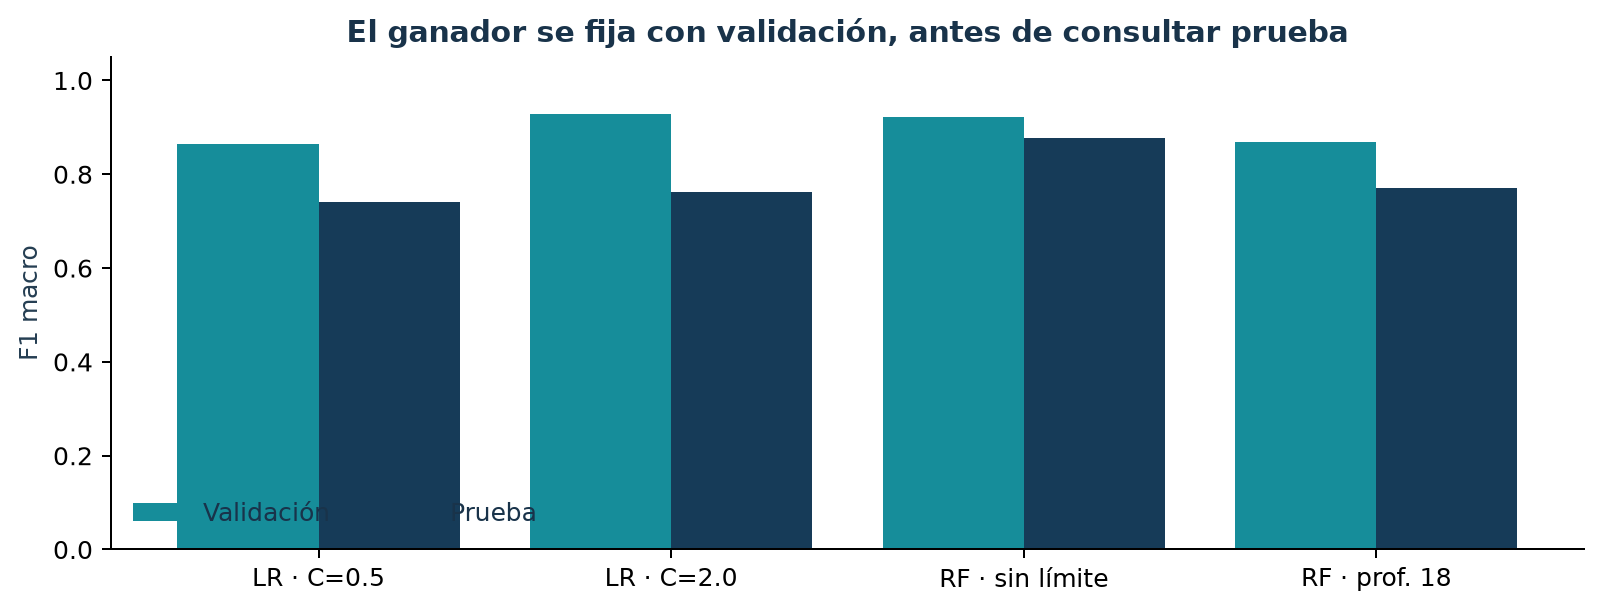 El ganador se fija con validación, antes de consultar prueba
F1 macro
1.0
0.8
0.6
0.4
0.2
0.0
Validación
Prueba
LR · C=0.5
LR · C=2.0
RF · sin límite
RF · prof. 18